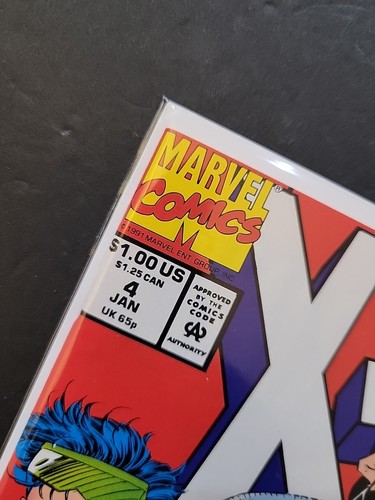 MARVEL®
COMICS
©1991 MARVEL ENT GROUP, INC.
$1.00 US
$1.25 CAN
4
JAN
UK 65p
APPROVED
BY THE
COMICS
CODE
CA
AUTHORITY
X